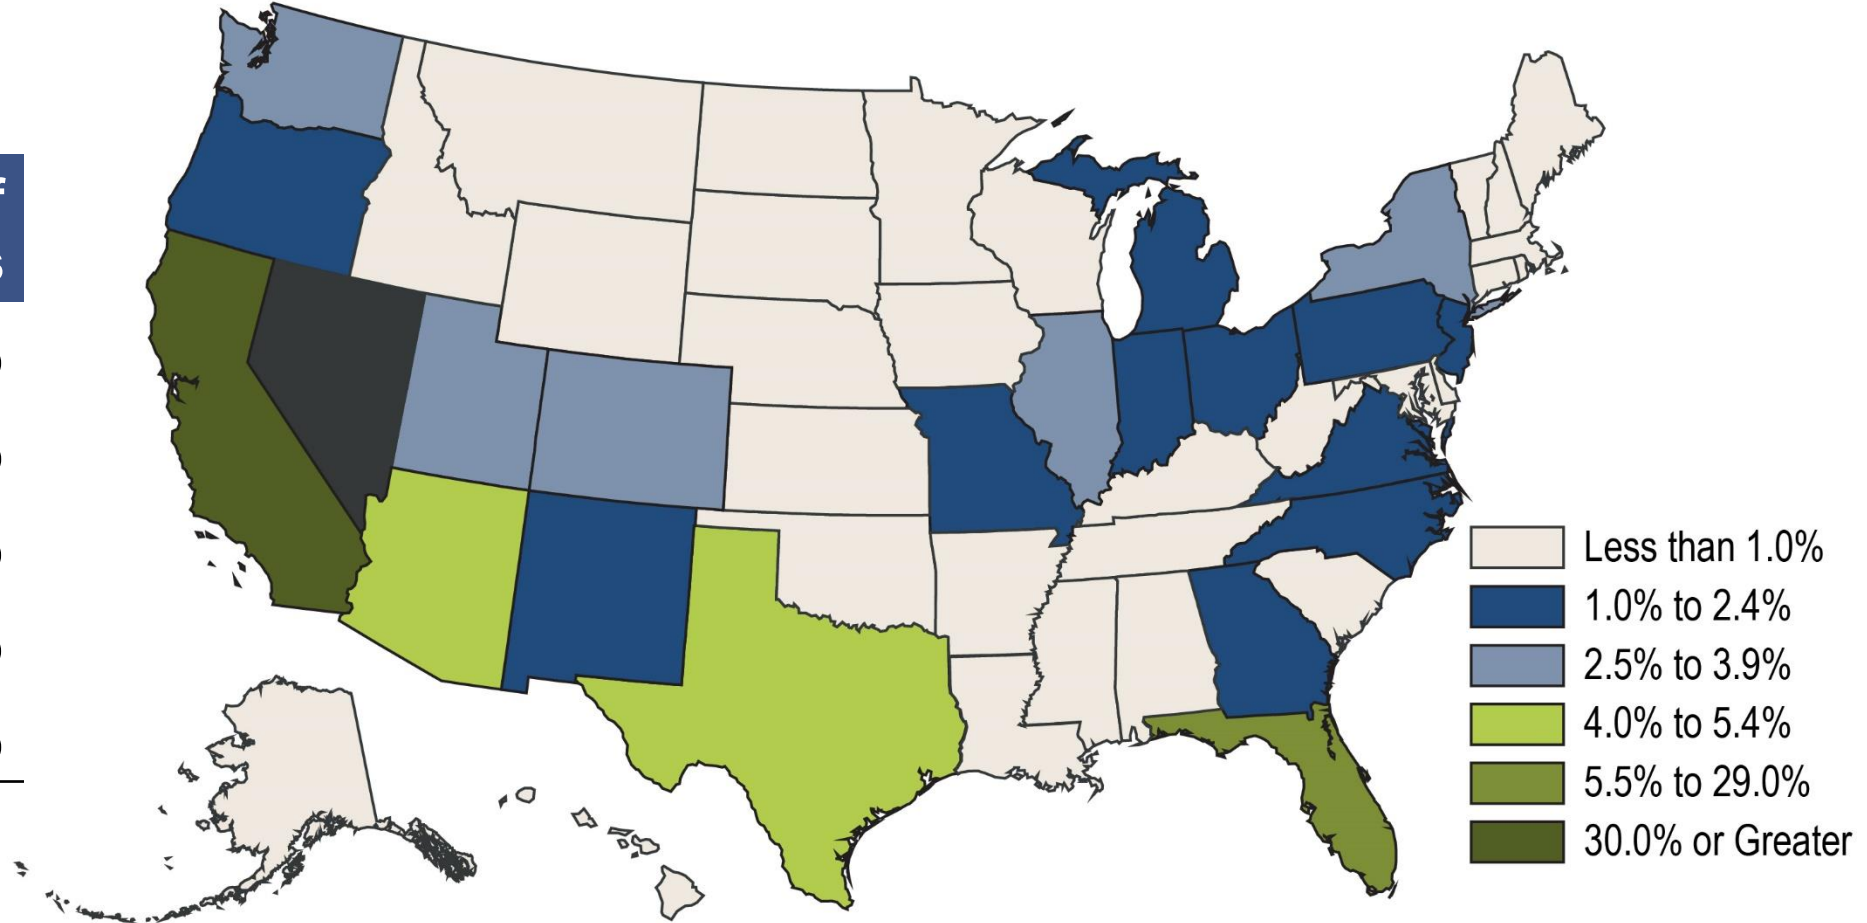 Less than 1.0%
1.0% to 2.4%
2.5% to 3.9%
4.0% to 5.4%
5.5% to 29.0%
30.0% or Greater